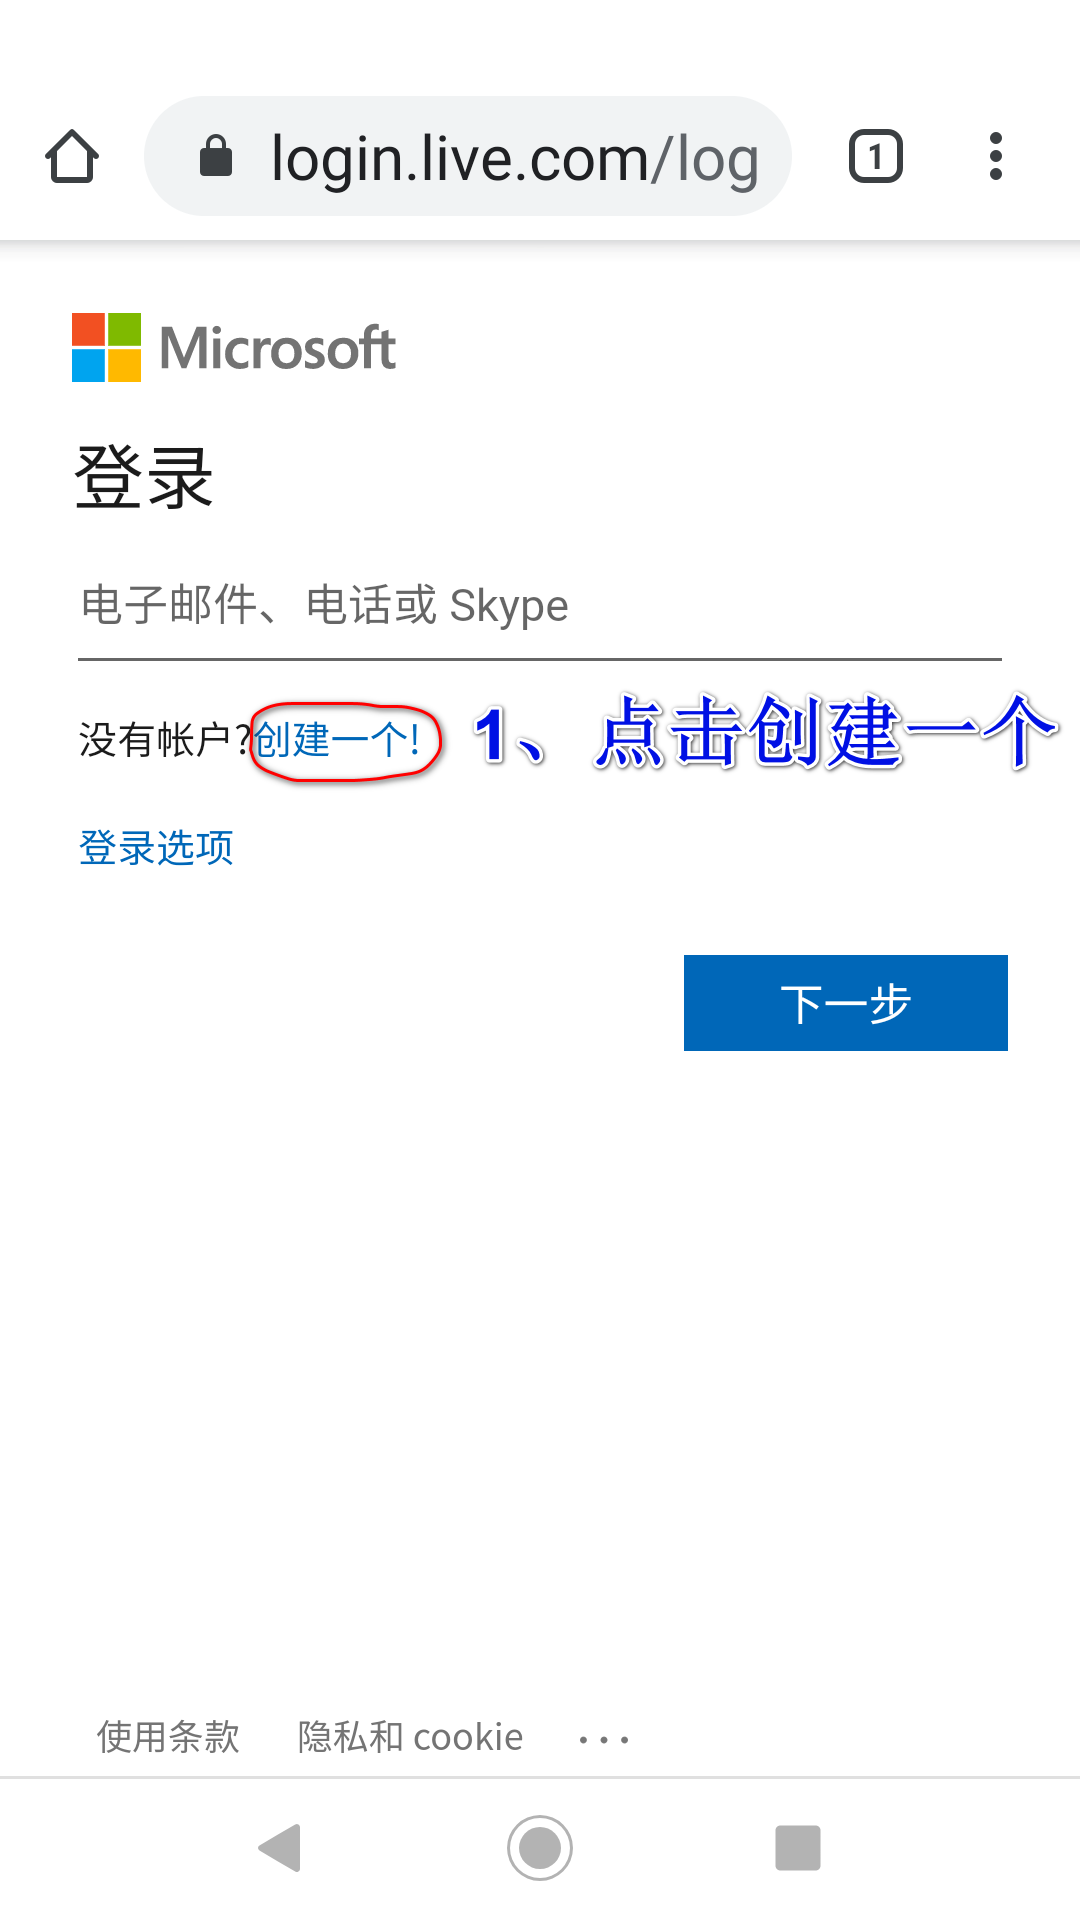 login.live.com/log
1
Microsoft
登录
电子邮件、电话或 Skype
没有帐户?创建一个!
1、点击创建一个
登录选项
下一步
使用条款 隐私和 cookie ...